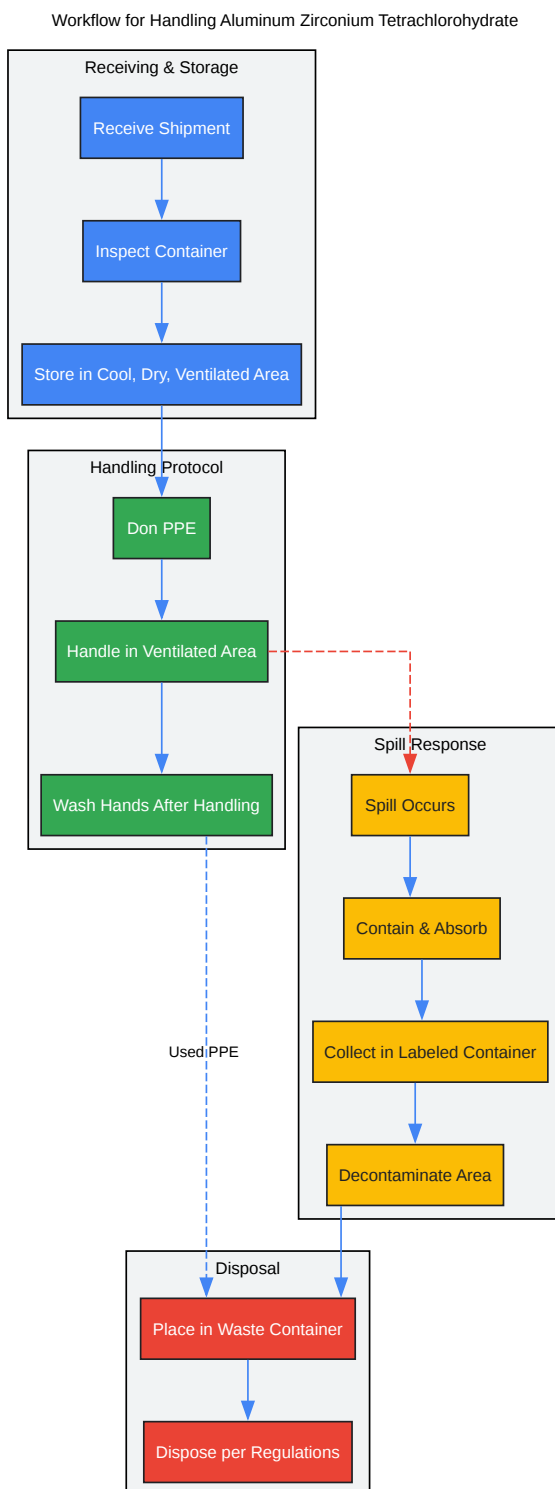 Workflow for Handling Aluminum Zirconium Tetrachlorohydrate
Receiving & Storage
Receive Shipment
Inspect Container
Store in Cool, Dry, Ventilated Area
Handling Protocol
Don PPE
Handle in Ventilated Area
Wash Hands After Handling
Spill Response
Spill Occurs
Contain & Absorb
Collect in Labeled Container
Decontaminate Area
Used PPE
Disposal
Place in Waste Container
Dispose per Regulations